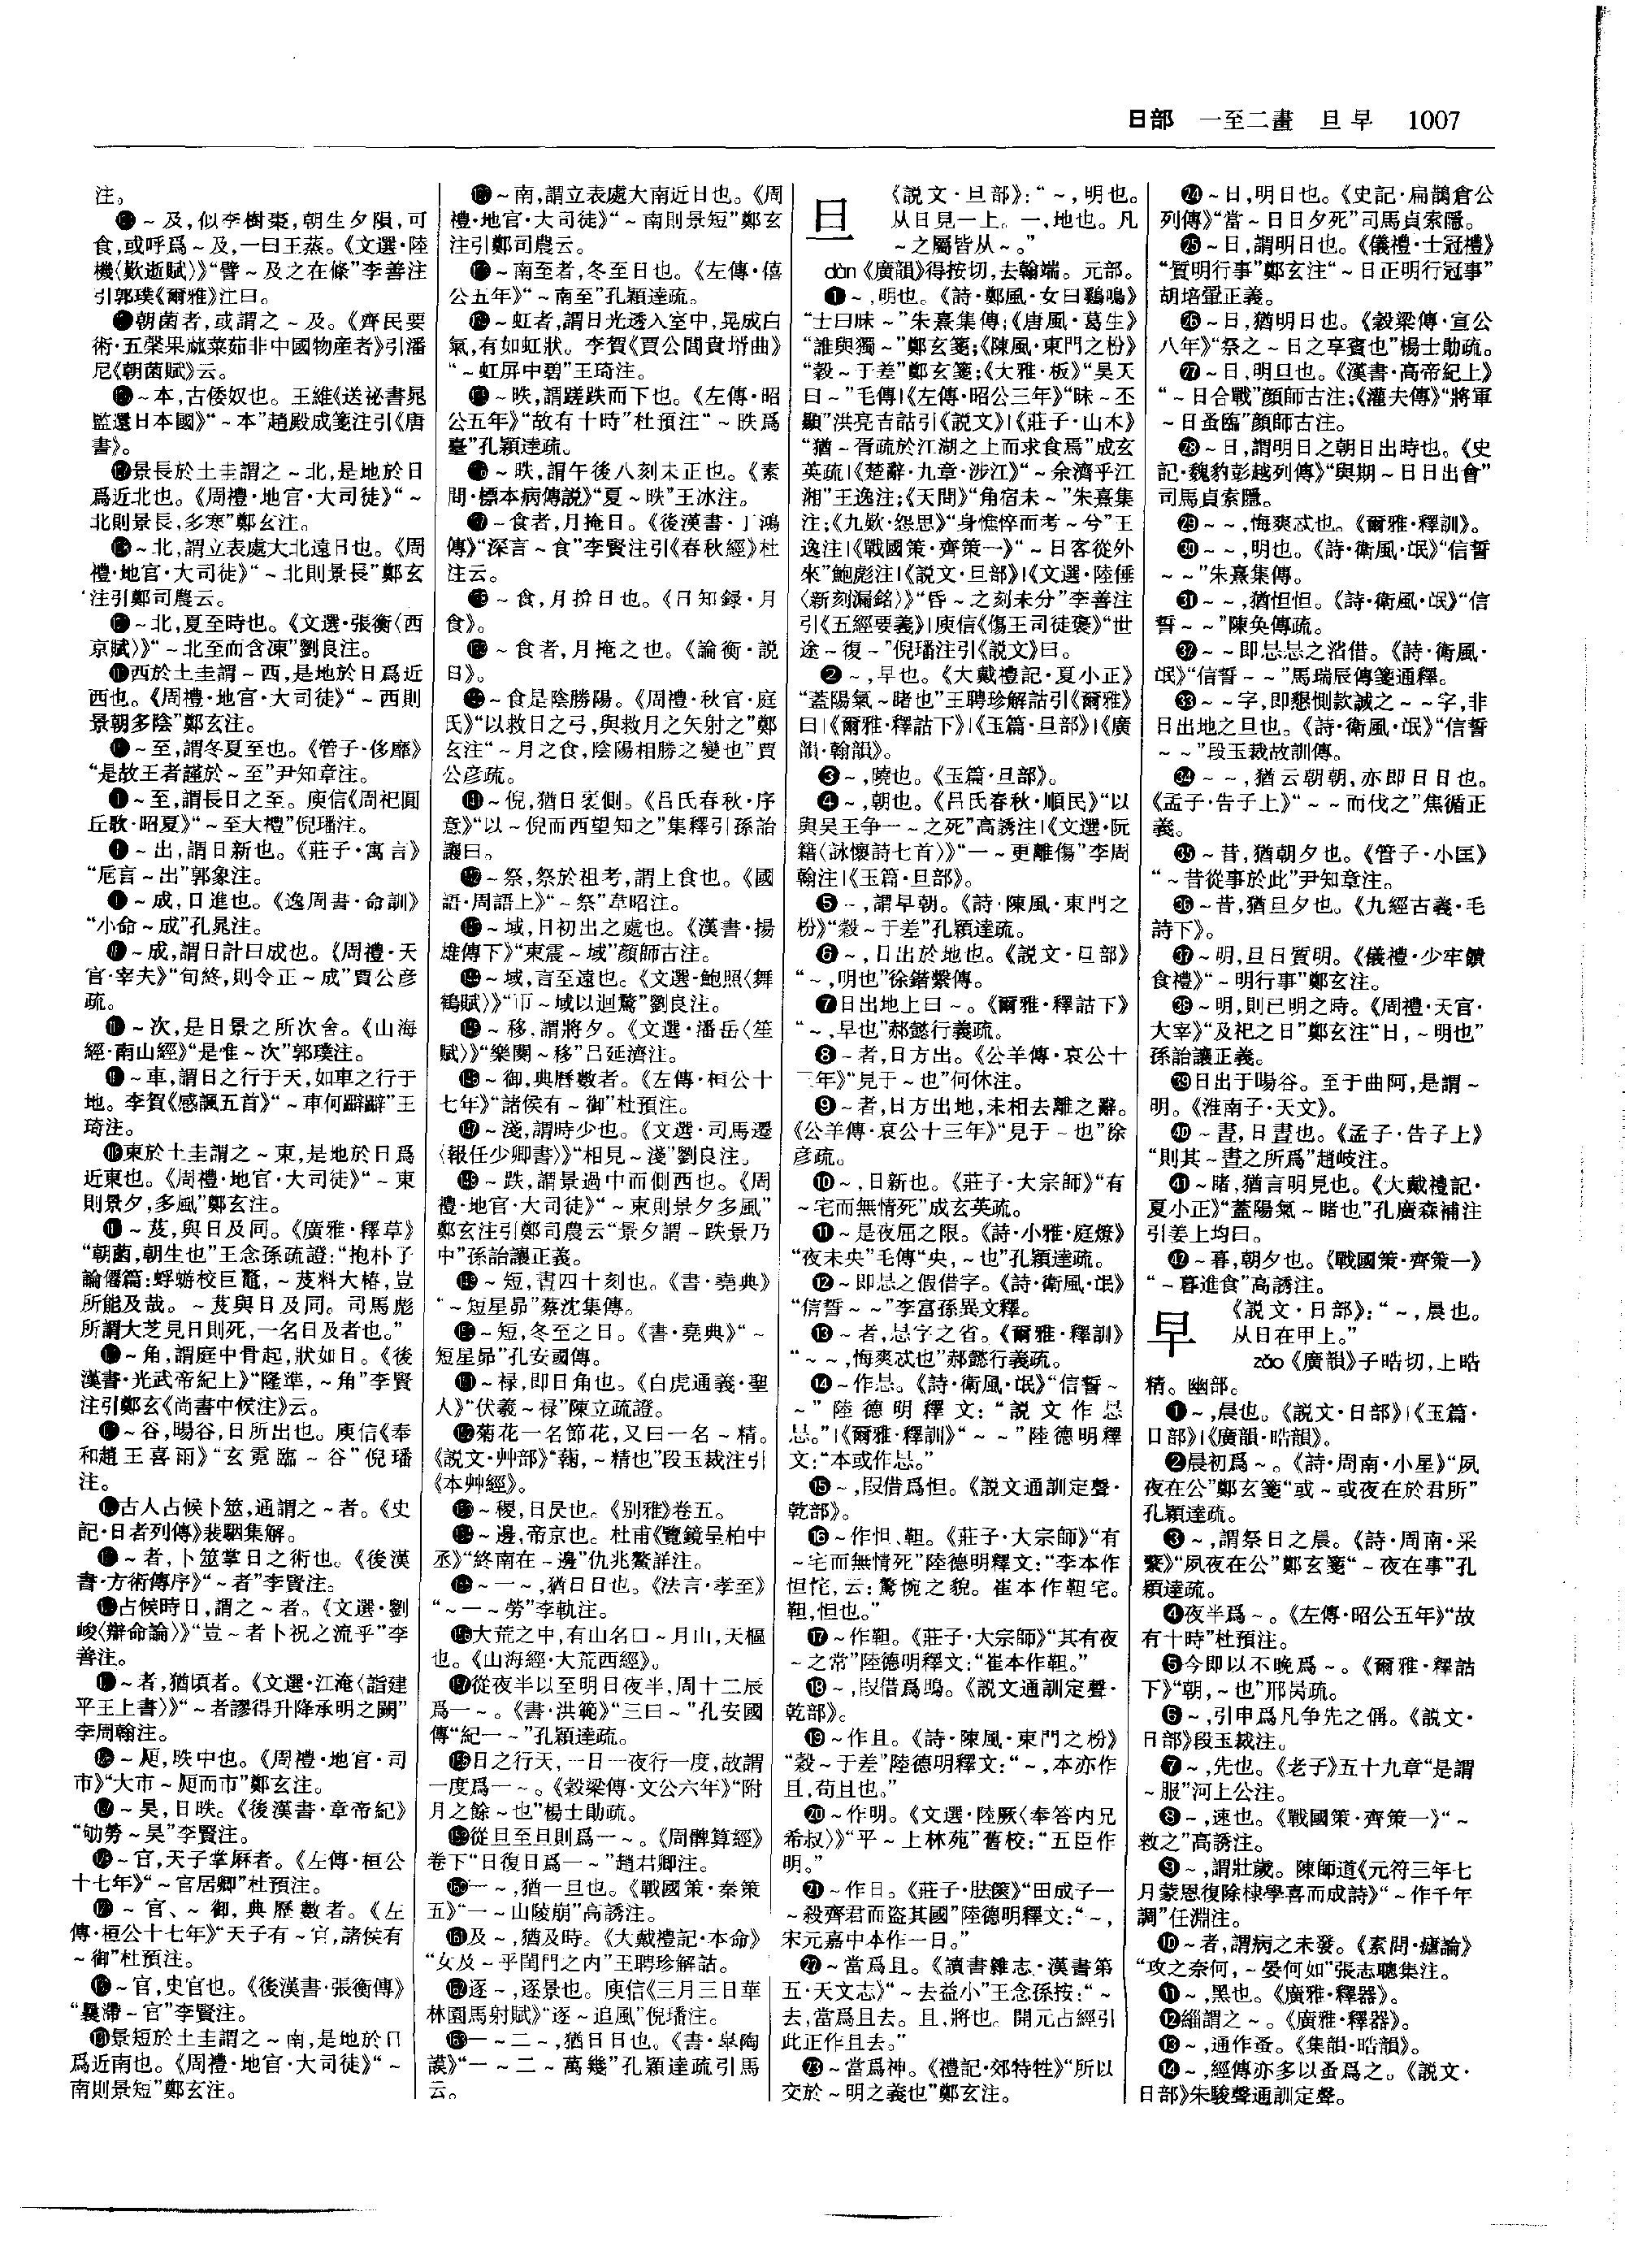 日部　一至二畫　旦早　1007
注。
～及,似李樹棗,朝生夕隕,可
食,或呼爲～及,一曰王蒸。《文選·陸
機〈歎逝賦〉》“譬～及之在條”李善注
引郭璞《爾雅》注曰。
朝菌者,或謂之～及。《齊民要
術·五榖果蓏菜茹非中國物産者》引潘
尼《朝菌賦》云。
～本,古倭奴也。王維《送祕書晁
監還日本國》“～本”趙殿成箋注引《唐
書》。
景長於土圭謂之～北,是地於日
爲近北也。《周禮·地官·大司徒》“～
北則景長,多寒”鄭玄注。
～北,謂立表處大北遠日也。《周
禮·地官·大司徒》“～北則景長”鄭玄
注引鄭司農云。
～北,夏至時也。《文選·張衡〈西
京賦〉》“～北至而含凍”劉良注。
西於土圭謂～西,是地於日爲近
西也。《周禮·地官·大司徒》“～西則
景朝多陰”鄭玄注。
～至,謂冬夏至也。《管子·侈靡》
“是故王者謹於～至”尹知章注。
～至,謂長日之至。庾信《周祀圓
丘歌·昭夏》“～至大禮”倪璠注。
～出,謂日新也。《莊子·寓言》
“卮言～出”郭象注。
～成,日進也。《逸周書·命訓》
“小命～成”孔晁注。
～成,謂日計曰成也。《周禮·天
官·宰夫》“旬終,則令正～成”賈公彦
疏。
～次,是日景之所次舍。《山海
經·南山經》“是惟～次”郭璞注。
～車,謂日之行于天,如車之行于
地。李賀《感諷五首》“～車何辭辭”王
琦注。
東於土圭謂之～東,是地於日爲
近東也。《周禮·地官·大司徒》“～東
則景夕,多風”鄭玄注。
～芨,與日及同。《廣雅·釋草》
“朝菌,朝生也”王念孫疏證:“抱朴子
論僊篇:蜉蝣校巨鼇,～芨料大椿,豈
所能及哉。～芨與日及同。司馬彪
所謂大芝見日則死,一名日及者也。”
～角,謂庭中骨起,狀如日。《後
漢書·光武帝紀上》“隆準,～角”李賢
注引鄭玄《尚書中候注》云。
～谷,暘谷,日所出也。庾信《奉
和趙王喜雨》“玄霓臨～谷”倪璠
注。
古人占候卜筮,通謂之～者。《史
記·日者列傳》裴駰集解。
～者,卜筮掌日之術也。《後漢
書·方術傳序》“～者”李賢注。
占候時日,謂之～者。《文選·劉
峻〈辯命論〉》“豈～者卜祝之流乎”李
善注。
～者,猶頃者。《文選·江淹〈詣建
平王上書〉》“～者謬得升降承明之闕”
李周翰注。
～𣅳,昳中也。《周禮·地官·司
市》“大市～𣅳而市”鄭玄注。
～昊,日昳。《後漢書·章帝紀》
“劬勞～昊”李賢注。
～官,天子掌厤者。《左傳·桓公
十七年》“～官居卿”杜預注。
～官、～御,典歷數者。《左
傳·桓公十七年》“天子有～官,諸侯有
～御”杜預注。
～官,史官也。《後漢書·張衡傳》
“曩滯～官”李賢注。
景短於土圭謂之～南,是地於日
爲近南也。《周禮·地官·大司徒》“～
南則景短”鄭玄注。
～南,謂立表處大南近日也。《周
禮·地官·大司徒》“～南則景短”鄭玄
注引鄭司農云。
～南至者,冬至日也。《左傳·僖
公五年》“～南至”孔穎達疏。
～虹者,謂日光透入室中,晃成白
氣,有如虹狀。李賀《賈公閭貴壻曲》
“～虹屏中碧”王琦注。
～昳,謂蹉跌而下也。《左傳·昭
公五年》“故有十時”杜預注“～昳爲
臺”孔穎達疏。
～昳,謂午後八刻未正也。《素
問·標本病傳説》“夏～昳”王冰注。
～食者,月掩日。《後漢書·丁鴻
傳》“深言～食”李賢注引《春秋經》杜
注云。
～食,月揜日也。《日知録·月
食》。
～食者,月掩之也。《論衡·説
日》。
～食是陰勝陽。《周禮·秋官·庭
氏》“以救日之弓,與救月之矢射之”鄭
玄注“～月之食,陰陽相勝之變也”賈
公彦疏。
～倪,猶日衺側。《吕氏春秋·序
意》“以～倪而西望知之”集釋引孫詒
讓曰。
～祭,祭於祖考,謂上食也。《國
語·周語上》“～祭”韋昭注。
～域,日初出之處也。《漢書·揚
雄傳下》“東震～域”顔師古注。
～域,言至遠也。《文選·鮑照〈舞
鶴賦〉》“帀～域以迴騖”劉良注。
～移,謂將夕。《文選·潘岳〈笙
賦〉》“樂闋～移”吕延濟注。
～御,典曆數者。《左傳·桓公十
七年》“諸侯有～御”杜預注。
～淺,謂時少也。《文選·司馬遷
〈報任少卿書〉》“相見～淺”劉良注。
～跌,謂景過中而側西也。《周
禮·地官·大司徒》“～東則景夕多風”
鄭玄注引鄭司農云“景夕謂～跌景乃
中”孫詒讓正義。
～短,晝四十刻也。《書·堯典》
“～短星昴”蔡沈集傳。
～短,冬至之日。《書·堯典》“～
短星昴”孔安國傳。
～禄,即日角也。《白虎通義·聖
人》“伏羲～禄”陳立疏證。
菊花一名節花,又曰一名～精。
《説文·艸部》“蘜,～精也”段玉裁注引
《本艸經》。
～稷,日昃也。《别雅》卷五。
～邊,帝京也。杜甫《覽鏡呈柏中
丞》“終南在～邊”仇兆鰲詳注。
～一～,猶日日也。《法言·孝至》
“～一～勞”李軌注。
大荒之中,有山名曰～月山,天樞
也。《山海經·大荒西經》。
從夜半以至明日夜半,周十二辰
爲一～。《書·洪範》“三曰～”孔安國
傳“紀一～”孔穎達疏。
日之行天,一日一夜行一度,故謂
一度爲一～。《穀梁傳·文公六年》“附
月之餘～也”楊士勛疏。
從旦至旦則爲一～。《周髀算經》
卷下“日復日爲一～”趙君卿注。
一～,猶一旦也。《戰國策·秦策
五》“一～山陵崩”高誘注。
及～,猶及時。《大戴禮記·本命》
“女及～乎閨門之内”王聘珍解詁。
逐～,逐景也。庾信《三月三日華
林園馬射賦》“逐～追風”倪璠注。
一～二～,猶日日也。《書·皋陶
謨》“一～二～萬幾”孔穎達疏引馬
云。
旦
《説文·旦部》:“～,明也。
从日見一上。一,地也。凡
～之屬皆从～。”
dàn《廣韻》得按切,去翰端。元部。
❶～,明也。《詩·鄭風·女曰鷄鳴》
“士曰昧～”朱熹集傳;《唐風·葛生》
“誰與獨～”鄭玄箋;《陳風·東門之枌》
“穀～于差”鄭玄箋;《大雅·板》“昊天
曰～”毛傳|《左傳·昭公三年》“昧～丕
顯”洪亮吉詁引《説文》|《莊子·山木》
“猶～胥疏於江湖之上而求食焉”成玄
英疏|《楚辭·九章·涉江》“～余濟乎江
湘”王逸注;《天問》“角宿未～”朱熹集
注;《九歎·怨思》“身憔悴而考～兮”王
逸注|《戰國策·齊策一》“～日客從外
來”鮑彪注|《説文·旦部》|《文選·陸倕
〈新刻漏銘〉》“昏～之刻未分”李善注
引《五經要義》|庾信《傷王司徒褒》“世
途～復～”倪璠注引《説文》曰。
❷～,早也。《大戴禮記·夏小正》
“蓋陽氣～睹也”王聘珍解詁引《爾雅》
曰|《爾雅·釋詁下》|《玉篇·旦部》|《廣
韻·翰韻》。
❸～,曉也。《玉篇·旦部》。
❹～,朝也。《吕氏春秋·順民》“以
與吴王争一～之死”高誘注|《文選·阮
籍〈詠懷詩七首〉》“一～更離傷”李周
翰注|《玉篇·旦部》。
❺～,謂早朝。《詩·陳風·東門之
枌》“穀～于差”孔穎達疏。
❻～,日出於地也。《説文·旦部》
“～,明也”徐鍇繫傳。
❼日出地上曰～。《爾雅·釋詁下》
“～,早也”郝懿行義疏。
❽～者,日方出。《公羊傳·哀公十
三年》“見于～也”何休注。
❾～者,日方出地,未相去離之辭。
《公羊傳·哀公十三年》“見于～也”徐
彦疏。
❿～,日新也。《莊子·大宗師》“有
～宅而無情死”成玄英疏。
⓫～是夜屈之限。《詩·小雅·庭燎》
“夜未央”毛傳“央,～也”孔穎達疏。
⓬～即㫜之假借字。《詩·衛風·氓》
“信誓～～”李富孫異文釋。
⓭～者,㫜字之省。《爾雅·釋訓》
“～～,悔爽忒也”郝懿行義疏。
⓮～作㫜。《詩·衛風·氓》“信誓～
～”陸德明釋文:“説文作㫜
㫜。”|《爾雅·釋訓》“～～”陸德明釋
文:“本或作㫜。”
⓯～,叚借爲怛。《説文通訓定聲·
乾部》。
⓰～作怛、靼。《莊子·大宗師》“有
～宅而無情死”陸德明釋文:“李本作
怛㤞,云:驚惋之貌。崔本作靼宅。
靼,怛也。”
⓱～作靼。《莊子·大宗師》“其有夜
～之常”陸德明釋文:“崔本作靼。”
⓲～,叚借爲鴠。《説文通訓定聲·
乾部》。
⓳～作且。《詩·陳風·東門之枌》
“穀～于差”陸德明釋文:“～,本亦作
且,苟且也。”
⓴～作明。《文選·陸厥〈奉答内兄
希叔〉》“平～上林苑”舊校:“五臣作
明。”
㉑～作日。《莊子·胠篋》“田成子一
～殺齊君而盜其國”陸德明釋文:“～,
宋元嘉中本作一日。”
㉒～當爲且。《讀書雜志·漢書第
五·天文志》“～去益小”王念孫按:“～
去,當爲且去。且,將也。開元占經引
此正作且去。”
㉓～當爲神。《禮記·郊特牲》“所以
交於～明之義也”鄭玄注。
㉔～日,明日也。《史記·扁鵲倉公
列傳》“當～日日夕死”司馬貞索隱。
㉕～日,謂明日也。《儀禮·士冠禮》
“質明行事”鄭玄注“～日正明行冠事”
胡培翬正義。
㉖～日,猶明日也。《穀梁傳·宣公
八年》“祭之～日之享賓也”楊士勛疏。
㉗～日,明旦也。《漢書·高帝紀上》
“～日合戰”顔師古注;《灌夫傳》“將軍
～日蚤臨”顔師古注。
㉘～日,謂明日之朝日出時也。《史
記·魏豹彭越列傳》“與期～日日出會”
司馬貞索隱。
㉙～～,悔爽忒也。《爾雅·釋訓》。
㉚～～,明也。《詩·衛風·氓》“信誓
～～”朱熹集傳。
㉛～～,猶怛怛。《詩·衛風·氓》“信
誓～～”陳奂傳疏。
㉜～～即㫜㫜之渻借。《詩·衛風·
氓》“信誓～～”馬瑞辰傳箋通釋。
㉝～～字,即懇惻款誠之～～字,非
日出地之旦也。《詩·衛風·氓》“信誓
～～”段玉裁故訓傳。
㉞～～,猶云朝朝,亦即日日也。
《孟子·告子上》“～～而伐之”焦循正
義。
㉟～昔,猶朝夕也。《管子·小匡》
“～昔從事於此”尹知章注。
㊱～昔,猶旦夕也。《九經古義·毛
詩下》。
㊲～明,旦日質明。《儀禮·少牢饋
食禮》“～明行事”鄭玄注。
㊳～明,則已明之時。《周禮·天官·
大宰》“及祀之日”鄭玄注“日,～明也”
孫詒讓正義。
㊴日出于暘谷。至于曲阿,是謂～
明。《淮南子·天文》。
㊵～晝,日晝也。《孟子·告子上》
“則其～晝之所爲”趙岐注。
㊶～睹,猶言明見也。《大戴禮記·
夏小正》“蓋陽氣～睹也”孔廣森補注
引姜上均曰。
㊷～暮,朝夕也。《戰國策·齊策一》
“～暮進食”高誘注。
早
《説文·日部》:“～,晨也。
从日在甲上。”
zǎo《廣韻》子晧切,上晧
精。幽部。
❶～,晨也。《説文·日部》|《玉篇·
日部》|《廣韻·晧韻》。
❷晨初爲～。《詩·周南·小星》“夙
夜在公”鄭玄箋“或～或夜在於君所”
孔穎達疏。
❸～,謂祭日之晨。《詩·周南·采
蘩》“夙夜在公”鄭玄箋“～夜在事”孔
穎達疏。
❹夜半爲～。《左傳·昭公五年》“故
有十時”杜預注。
❺今即以不晚爲～。《爾雅·釋詁
下》“朝,～也”邢昺疏。
❻～,引申爲凡争先之偁。《説文·
日部》段玉裁注。
❼～,先也。《老子》五十九章“是謂
～服”河上公注。
❽～,速也。《戰國策·齊策一》“～
救之”高誘注。
❾～,謂壯歲。陳師道《元符三年七
月蒙恩復除棣學喜而成詩》“～作千年
調”任淵注。
❿～者,謂病之未發。《素問·瘧論》
“攻之奈何,～晏何如”張志聰集注。
⓫～,黑也。《廣雅·釋器》。
⓬緇謂之～。《廣雅·釋器》。
⓭～,通作蚤。《集韻·晧韻》。
⓮～,經傳亦多以蚤爲之。《説文·
日部》朱駿聲通訓定聲。